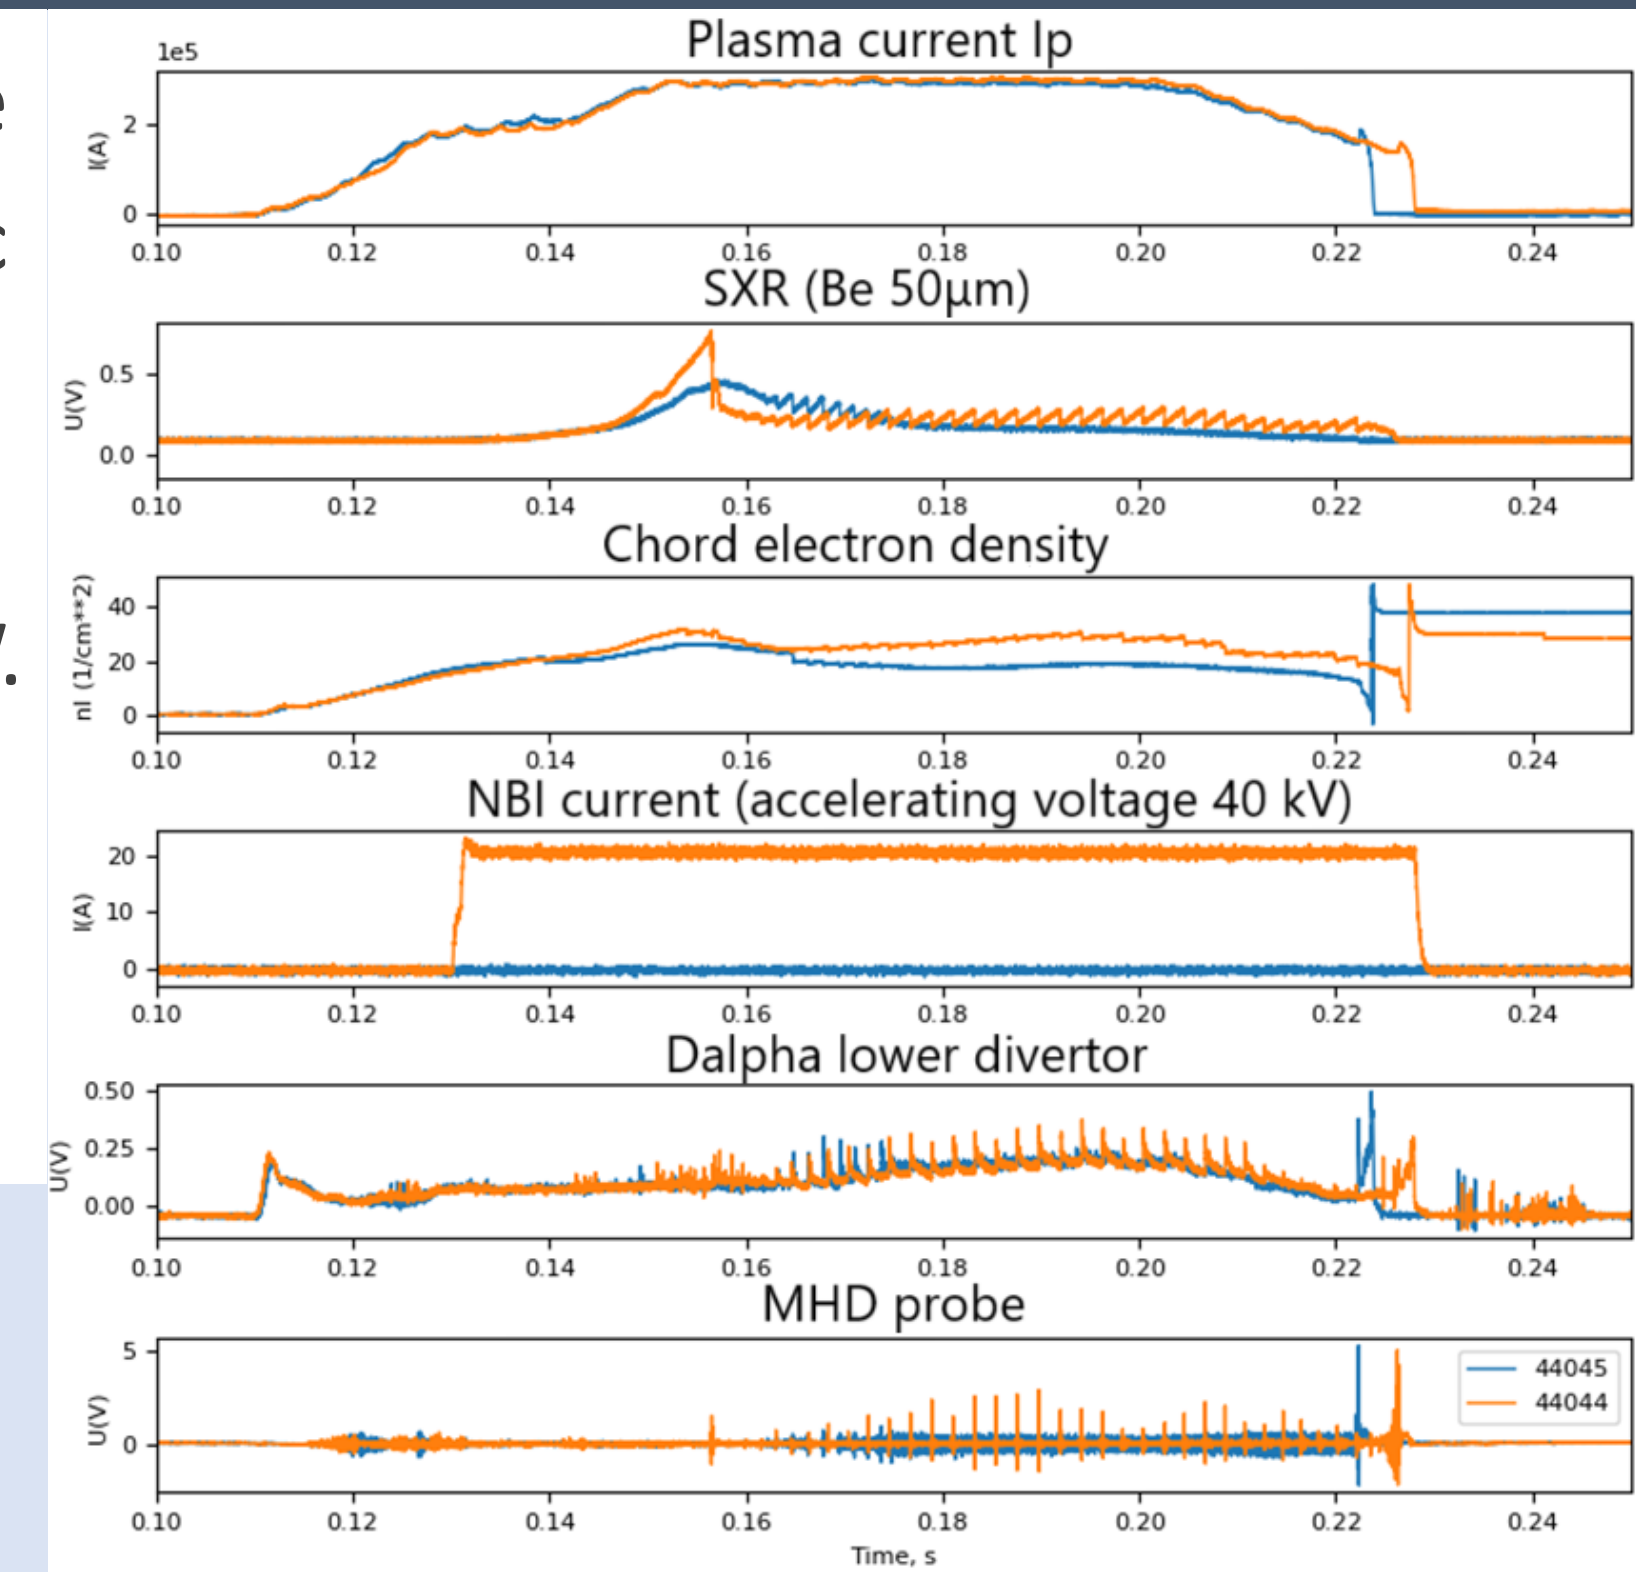 e
c
.
Plasma current Ip
1e5
I(A)
2
0
0.10 0.12 0.14 0.16 0.18 0.20 0.22 0.24
SXR (Be 50μm)
U(V)
0.5
0.0
0.10 0.12 0.14 0.16 0.18 0.20 0.22 0.24
Chord electron density
nl (1/cm**2)
40
20
0
0.10 0.12 0.14 0.16 0.18 0.20 0.22 0.24
NBI current (accelerating voltage 40 kV)
I(A)
20
10
0
0.10 0.12 0.14 0.16 0.18 0.20 0.22 0.24
Dalpha lower divertor
U(V)
0.50
0.25
0.00
0.10 0.12 0.14 0.16 0.18 0.20 0.22 0.24
MHD probe
U(V)
5
0
44045
44044
0.10 0.12 0.14 0.16 0.18 0.20 0.22 0.24
Time, s